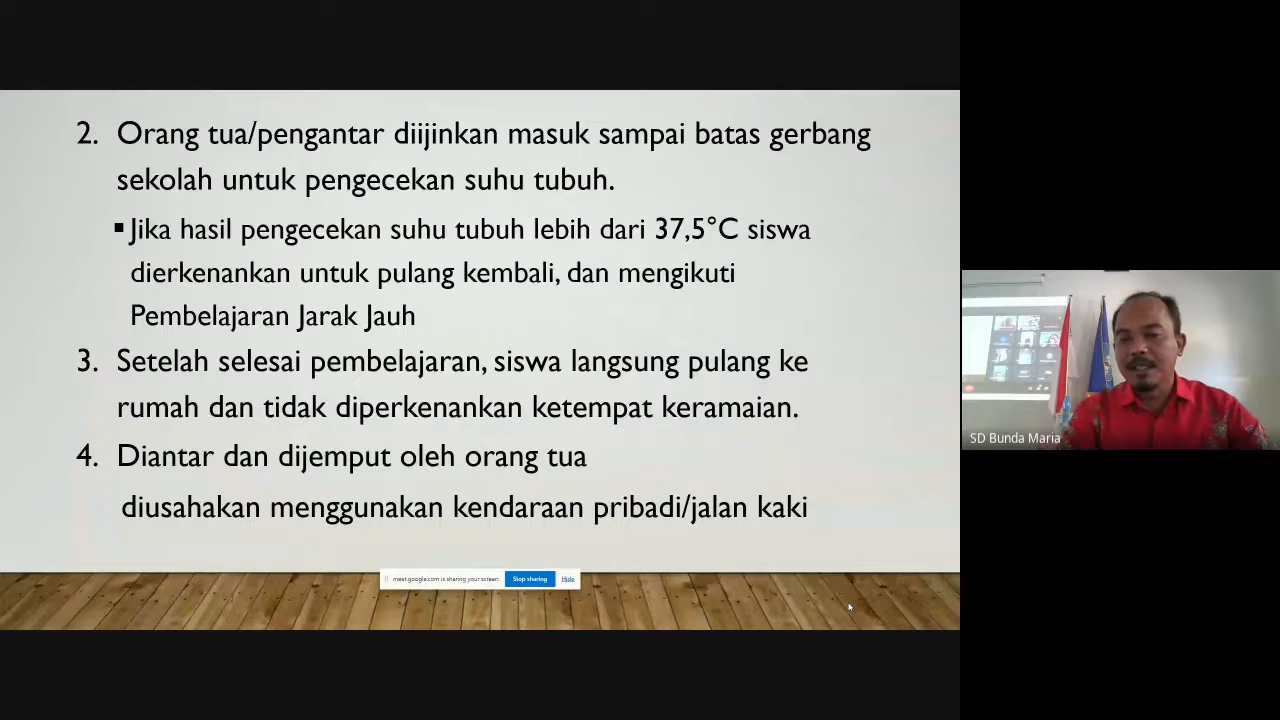 2. Orang tua/pengantar diijinkan masuk sampai batas gerbang
sekolah untuk pengecekan suhu tubuh.
▪Jika hasil pengecekan suhu tubuh lebih dari 37,5°C siswa
dierkenankan untuk pulang kembali, dan mengikuti
Pembelajaran Jarak Jauh
3. Setelah selesai pembelajaran, siswa langsung pulang ke
rumah dan tidak diperkenankan ketempat keramaian.
4. Diantar dan dijemput oleh orang tua
diusahakan menggunakan kendaraan pribadi/jalan kaki
meet.google.com is sharing your screen. Stop sharing Hide
SD Bunda Maria